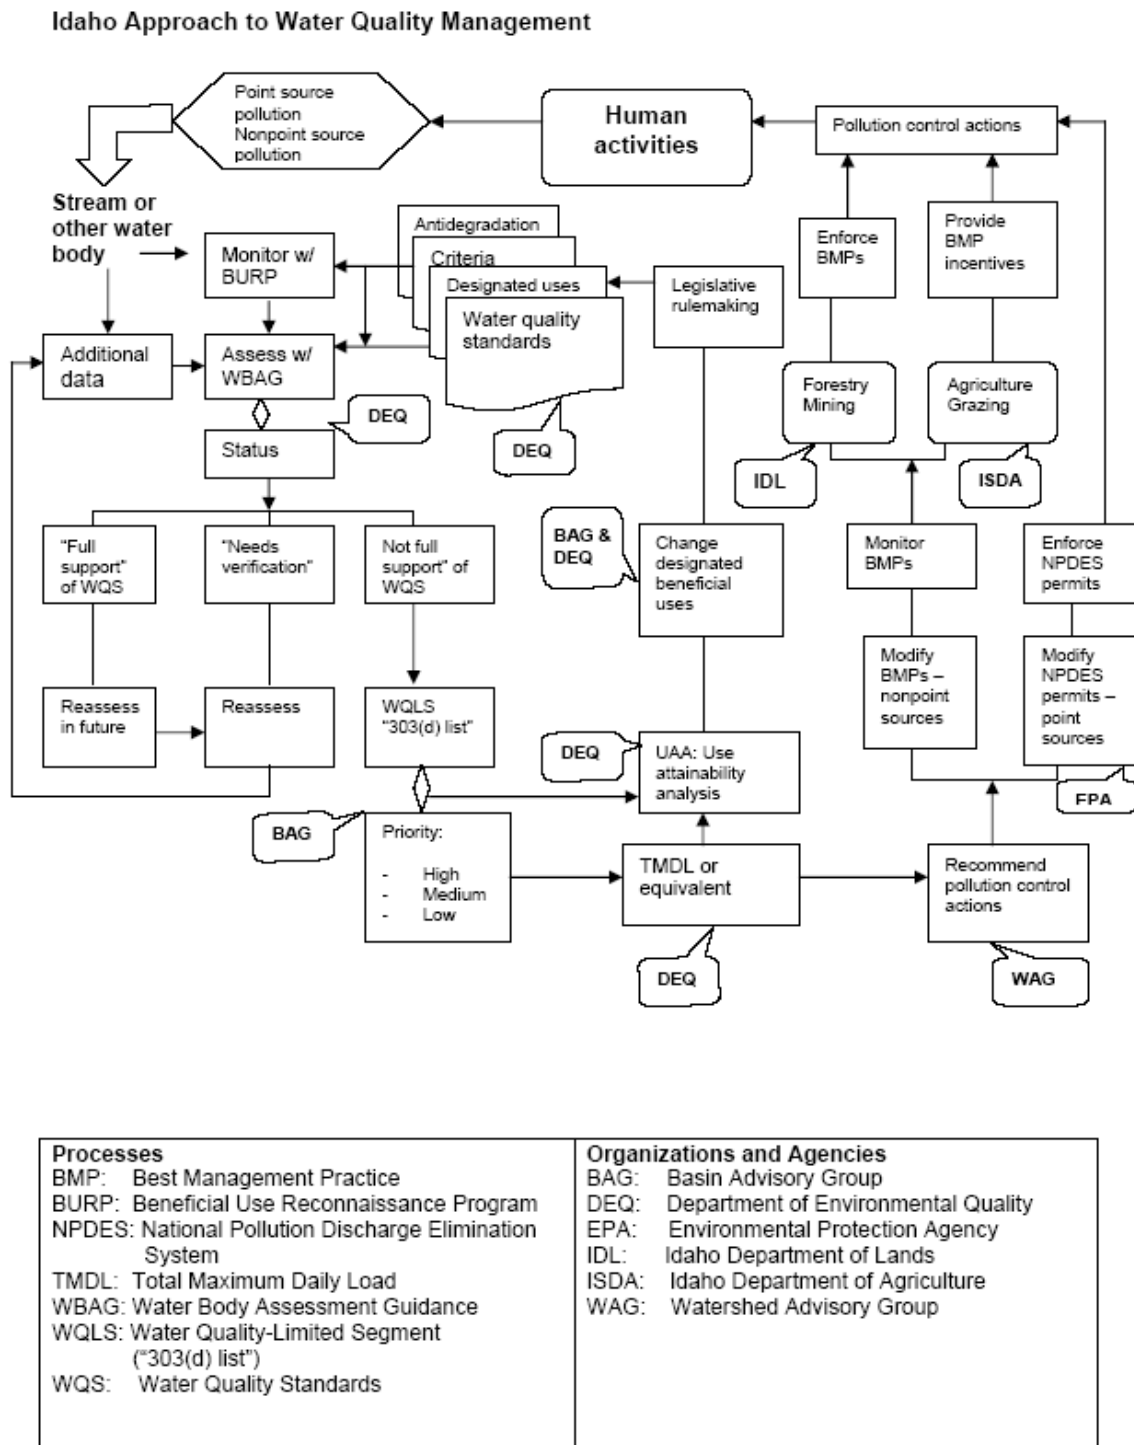 Idaho Approach to Water Quality Management
Point source
pollution
Nonpoint source
pollution
Human
activities
Pollution control actions
Stream or
other water
body
Monitor w/
BURP
Antidegradation
Criteria
Designated uses
Water quality
standards
Legislative
rulemaking
Enforce
BMPs
Provide
BMP
incentives
Additional
data
Assess w/
WBAG
DEQ
DEQ
Forestry
Mining
Agriculture
Grazing
IDL
ISDA
Status
"Full
support"
of WQS
"Needs
verification"
Not full
support" of
WQS
BAG &
DEQ
Change
designated
beneficial
uses
Monitor
BMPs
Enforce
NPDES
permits
Reassess
in future
Reassess
WQLS
"303(d) list"
DEQ
UAA: Use
attainability
analysis
Modify
BMPs –
nonpoint
sources
Modify
NPDES
permits –
point
sources
EPA
BAG
Priority:
- High
- Medium
- Low
TMDL or
equivalent
Recommend
pollution control
actions
DEQ
WAG
Processes
BMP: Best Management Practice
BURP: Beneficial Use Reconnaissance Program
NPDES: National Pollution Discharge Elimination
System
TMDL: Total Maximum Daily Load
WBAG: Water Body Assessment Guidance
WQLS: Water Quality-Limited Segment
("303(d) list")
WQS: Water Quality Standards
Organizations and Agencies
BAG: Basin Advisory Group
DEQ: Department of Environmental Quality
EPA: Environmental Protection Agency
IDL: Idaho Department of Lands
ISDA: Idaho Department of Agriculture
WAG: Watershed Advisory Group